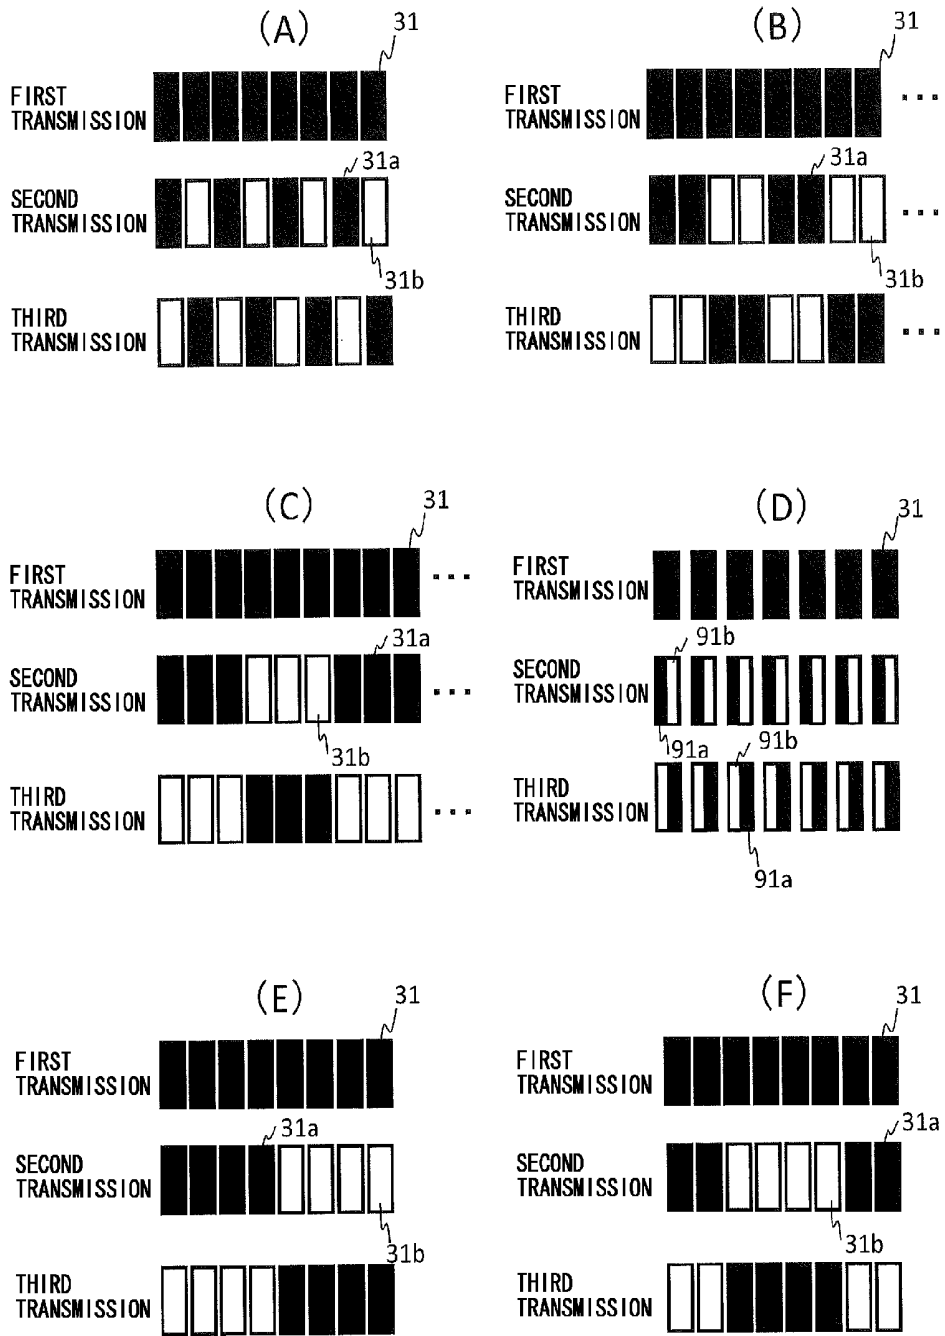 (A)
31
FIRST
TRANSMISSION
31a
SECOND
TRANSMISSION
31b
THIRD
TRANSMISSION
(B)
31
FIRST
TRANSMISSION
...
31a
SECOND
TRANSMISSION
...
31b
THIRD
TRANSMISSION
...
(C)
31
FIRST
TRANSMISSION
...
31a
SECOND
TRANSMISSION
...
31b
THIRD
TRANSMISSION
...
(D)
31
FIRST
TRANSMISSION
91b
SECOND
TRANSMISSION
91a
91b
THIRD
TRANSMISSION
91a
(E)
31
FIRST
TRANSMISSION
31a
SECOND
TRANSMISSION
31b
THIRD
TRANSMISSION
(F)
31
FIRST
TRANSMISSION
31a
SECOND
TRANSMISSION
31b
THIRD
TRANSMISSION